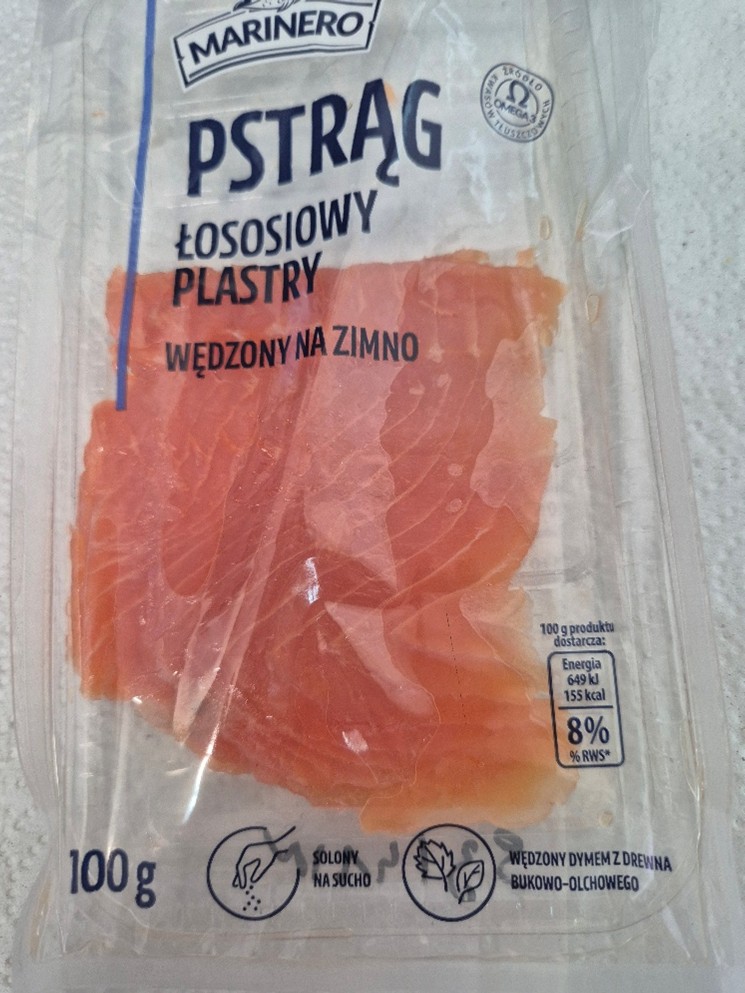 MARINERO
PSTRĄG
ŹRÓDŁO
Ω
OMEGA-3
KWASÓW TŁUSZCZOWYCH
ŁOSOSIOWY
PLASTRY
WĘDZONY NA ZIMNO
100 g produktu
dostarcza:
Energia
649 kJ
155 kcal
8%
% RWS*
100 g
SOLONY
NA SUCHO
WĘDZONY DYMEM Z DREWNA
BUKOWO-OLCHOWEGO